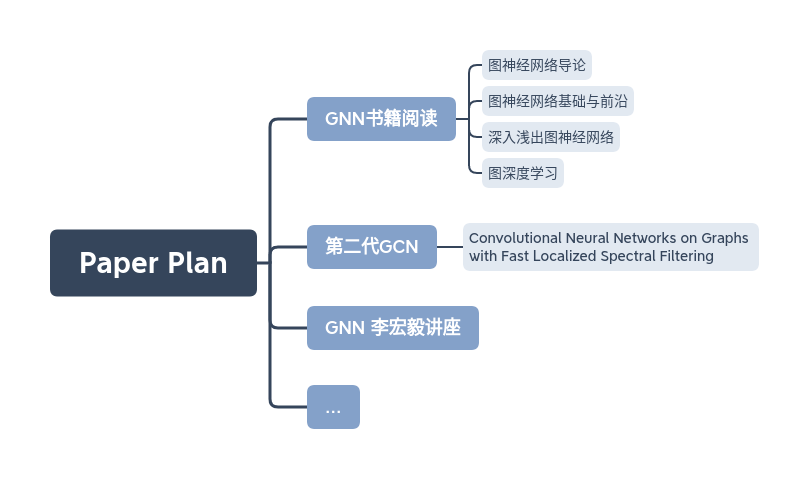 Paper Plan
GNN书籍阅读
图神经网络导论
图神经网络基础与前沿
深入浅出图神经网络
图深度学习
第二代GCN
Convolutional Neural Networks on Graphs
with Fast Localized Spectral Filtering
GNN 李宏毅讲座
...